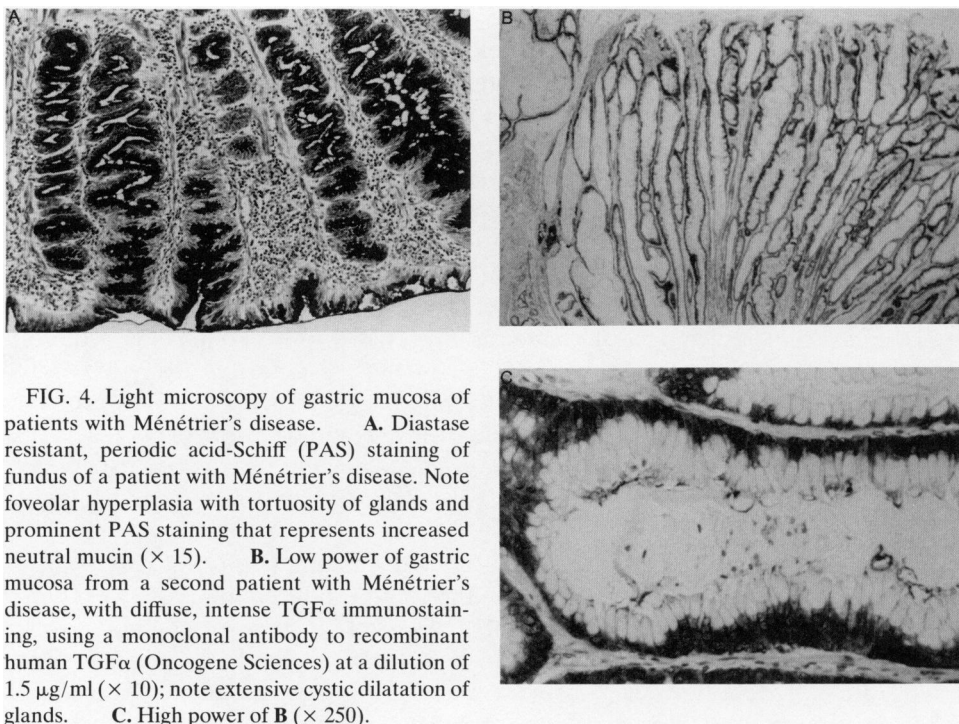 A
B
FIG. 4. Light microscopy of gastric mucosa of
patients with Ménétrier's disease. A. Diastase
resistant, periodic acid-Schiff (PAS) staining of
fundus of a patient with Ménétrier's disease. Note
foveolar hyperplasia with tortuosity of glands and
prominent PAS staining that represents increased
neutral mucin (× 15). B. Low power of gastric
mucosa from a second patient with Ménétrier's
disease, with diffuse, intense TGFα immunostain-
ing, using a monoclonal antibody to recombinant
human TGFα (Oncogene Sciences) at a dilution of
1.5 μg/ml (× 10); note extensive cystic dilatation of
glands. C. High power of B (× 250).
C